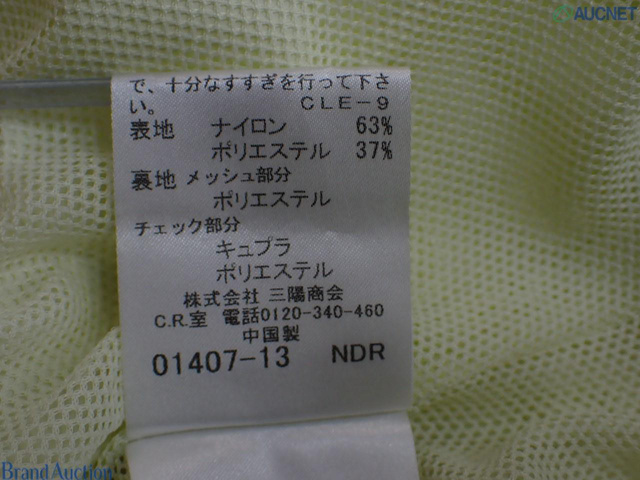 AUCNET
で、十分なすすぎを行って下さ
い。 CLE-9
表地 ナイロン 63%
ポリエステル 37%
裏地 メッシュ部分
ポリエステル
チェック部分
キュプラ
ポリエステル
株式会社 三陽商会
C.R.室 電話0120-340-460
中国製
01407-13 NDR
Brand Auction